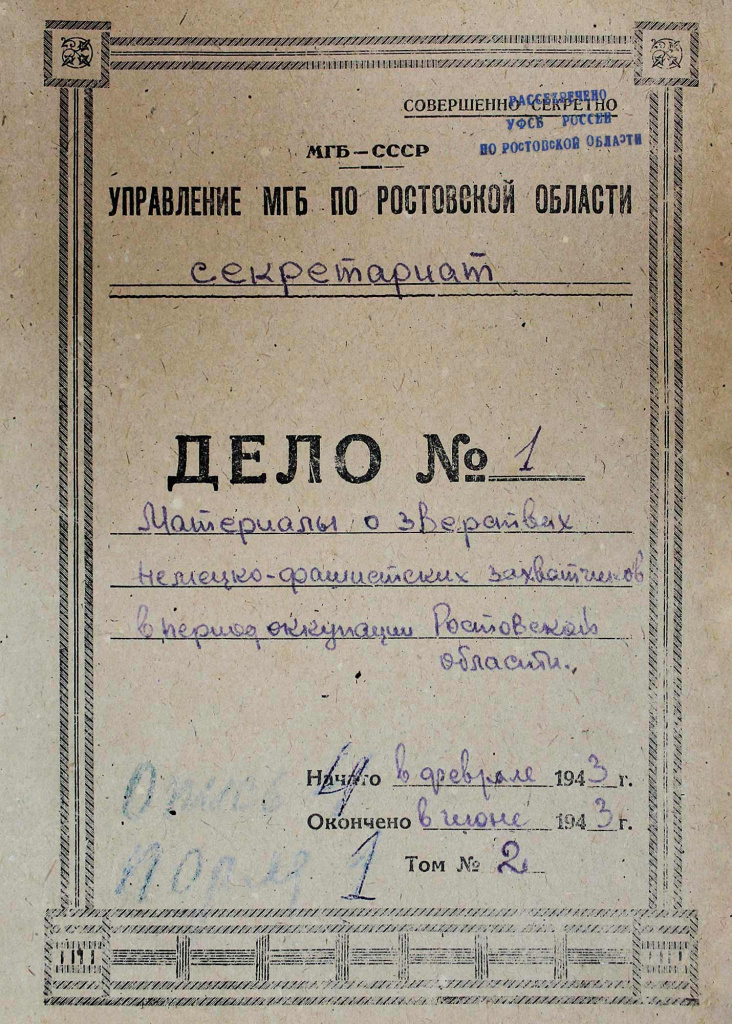 СОВЕРШЕННО СЕКРЕТНО
РАССЕКРЕЧЕНО
УФСБ РОССИИ
ПО РОСТОВСКОЙ ОБЛАСТИ
МГБ—СССР
УПРАВЛЕНИЕ МГБ ПО РОСТОВСКОЙ ОБЛАСТИ
секретариат
ДЕЛО № 1
Материалы о зверствах
немецко-фашистских захватчиков
в период оккупации Ростовской
области.
Начато в феврале 1943 г.
Окончено в июне 1943 г.
Том № 2
1